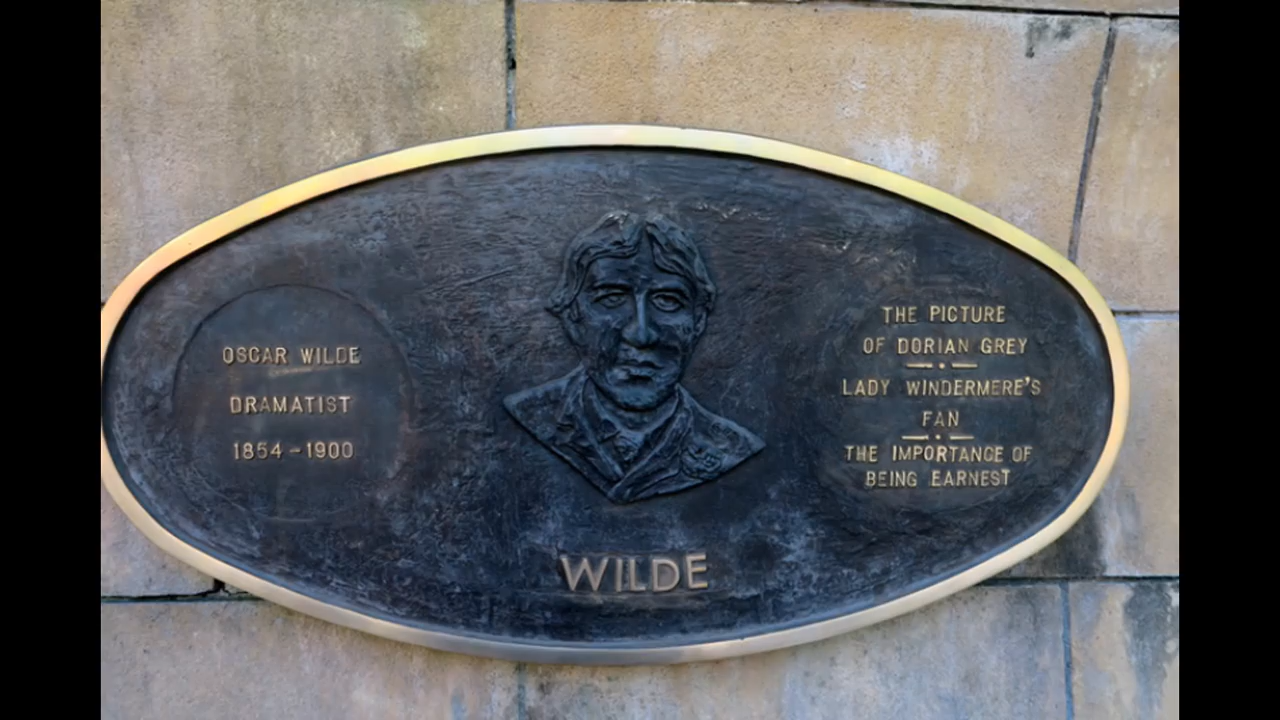 OSCAR WILDE
DRAMATIST
1854-1900
WILDE
THE PICTURE
OF DORIAN GREY
LADY WINDERMERE'S
FAN
THE IMPORTANCE OF
BEING EARNEST